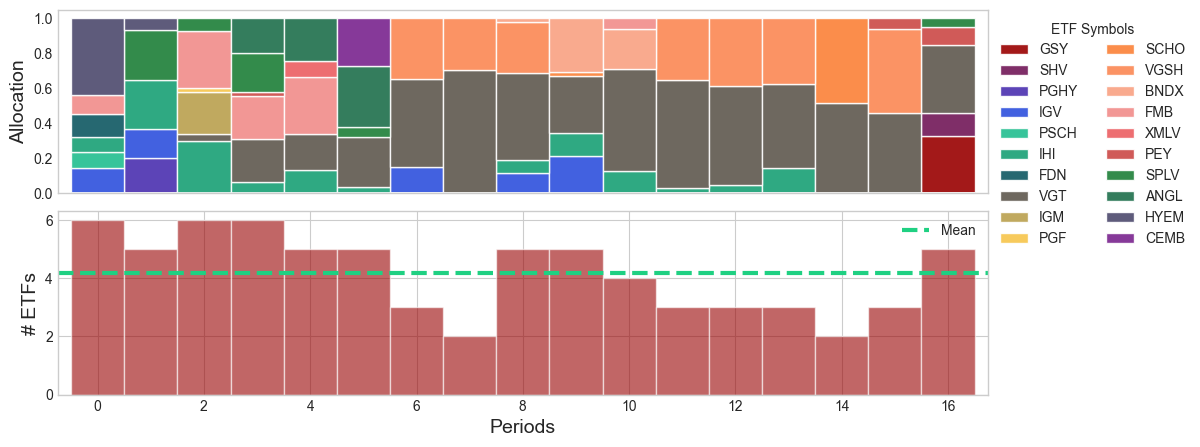 1.0
0.8
0.6
0.4
0.2
0.0
Allocation
ETF Symbols
GSY SCHO
SHV VGSH
PGHY BNDX
IGV FMB
PSCH XMLV
IHI PEY
FDN SPLV
VGT ANGL
IGM HYEM
PGF CEMB
6
4
2
0
# ETFs
Mean
0 2 4 6 8 10 12 14 16
Periods